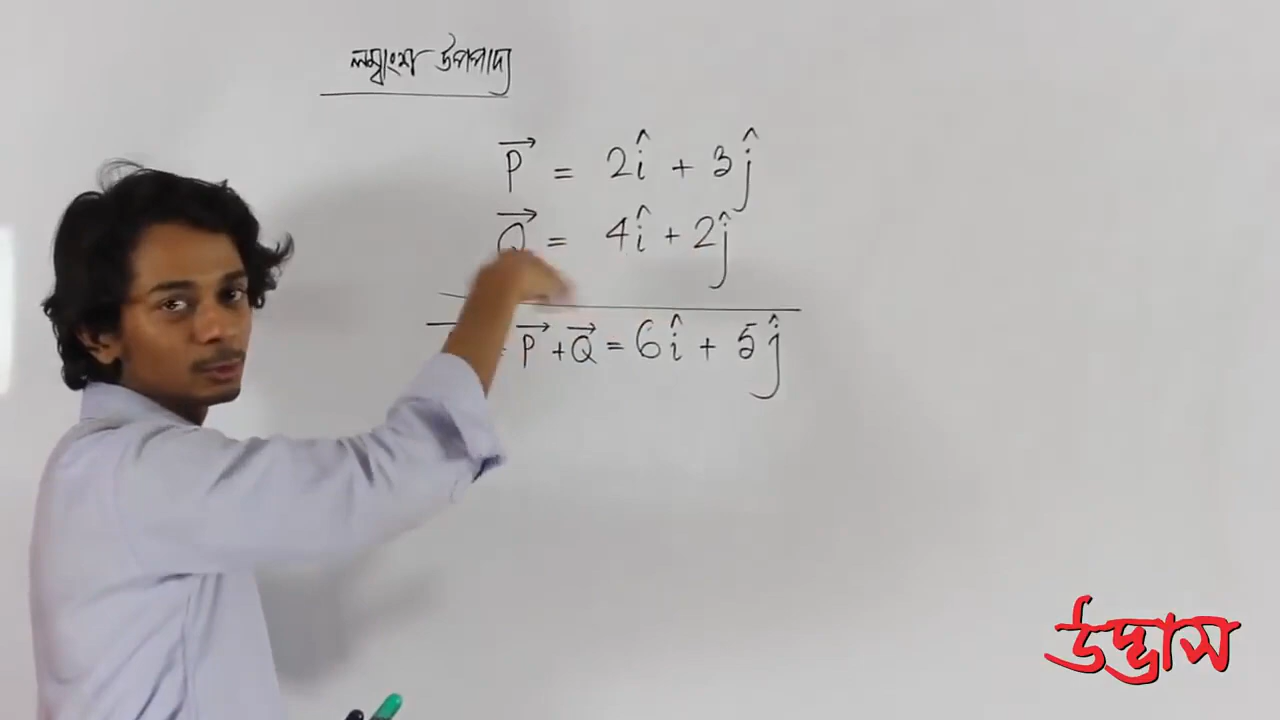 লম্বাংশ উপপাদ্য
P⃗ = 2î + 3ĵ
Q⃗ = 4î + 2ĵ
= P⃗ + Q⃗ = 6î + 5ĵ
উদ্ভাস